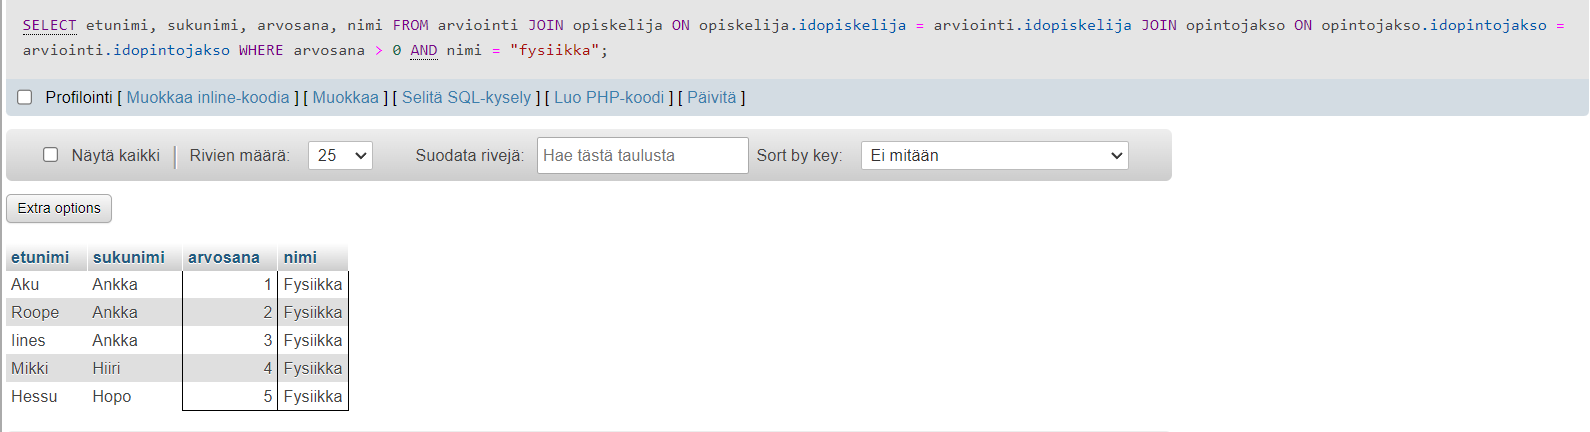 SELECT etunimi, sukunimi, arvosana, nimi FROM arviointi JOIN opiskelija ON opiskelija.idopiskelija = arviointi.idopiskelija JOIN opintojakso ON opintojakso.idopintojakso =
arviointi.idopintojakso WHERE arvosana > 0 AND nimi = "fysiikka";
Profilointi [ Muokkaa inline-koodia ] [ Muokkaa ] [ Selitä SQL-kysely ] [ Luo PHP-koodi ] [ Päivitä ]
Näytä kaikki Rivien määrä: 25 Suodata rivejä: Hae tästä taulusta Sort by key: Ei mitään
Extra options
etunimi sukunimi arvosana nimi
Aku Ankka 1 Fysiikka
Roope Ankka 2 Fysiikka
Iines Ankka 3 Fysiikka
Mikki Hiiri 4 Fysiikka
Hessu Hopo 5 Fysiikka